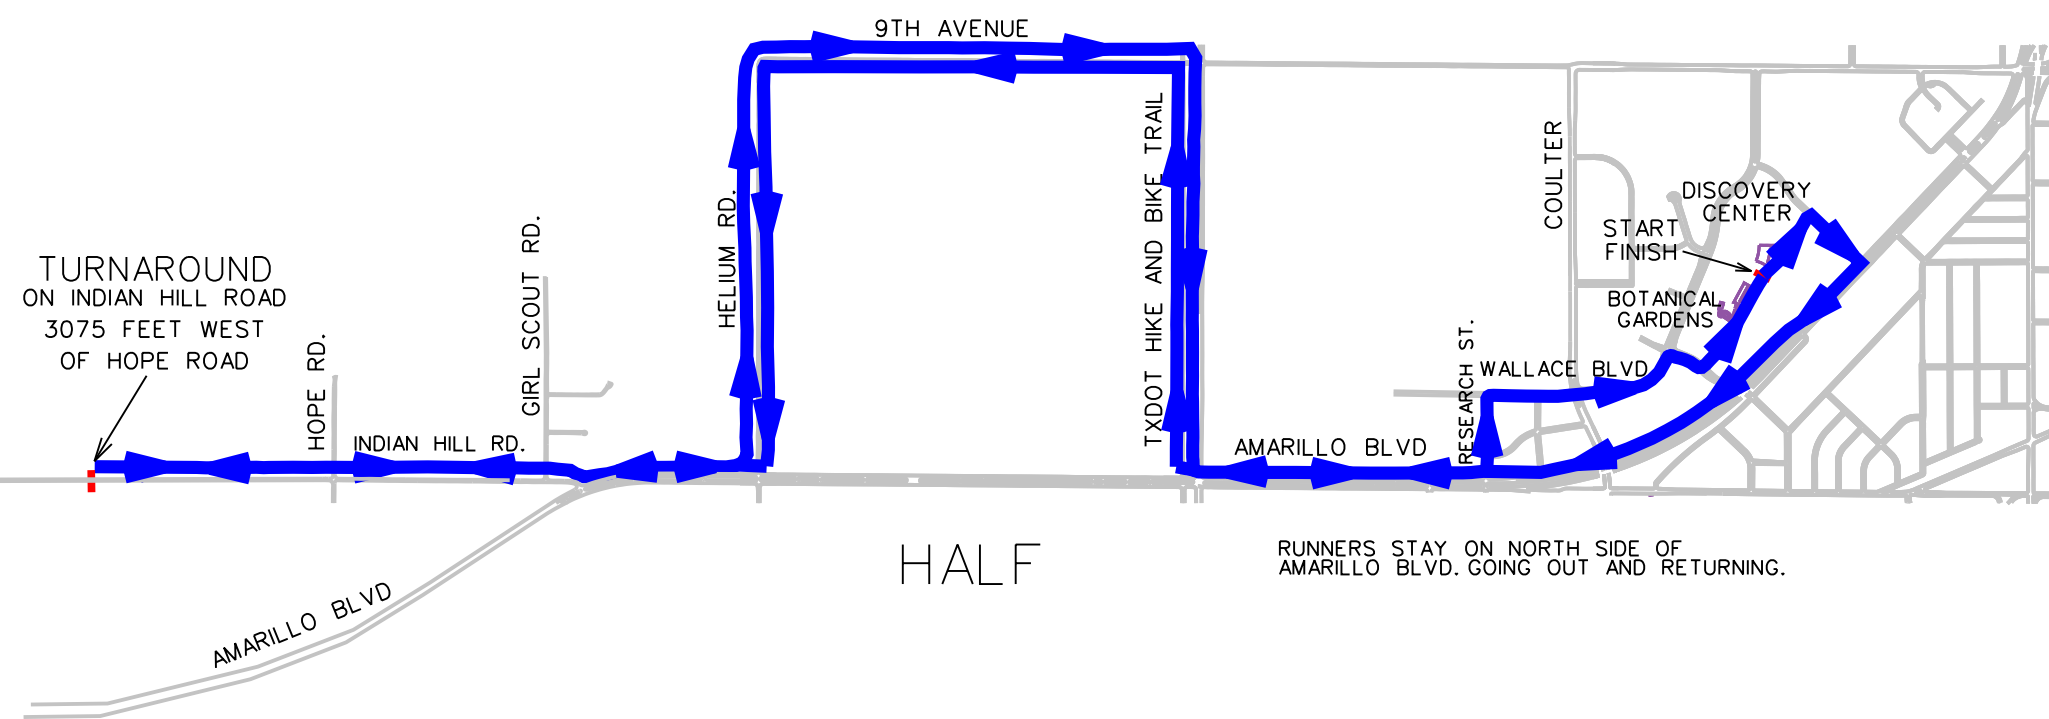 9TH AVENUE
TURNAROUND
ON INDIAN HILL ROAD
3075 FEET WEST
OF HOPE ROAD
HOPE RD.
INDIAN HILL RD.
GIRL SCOUT RD.
HELIUM RD.
TXDOT HIKE AND BIKE TRAIL
AMARILLO BLVD
RESEARCH ST.
WALLACE BLVD
COULTER
DISCOVERY
CENTER
START
FINISH
BOTANICAL
GARDENS
AMARILLO BLVD
HALF
RUNNERS STAY ON NORTH SIDE OF
AMARILLO BLVD. GOING OUT AND RETURNING.